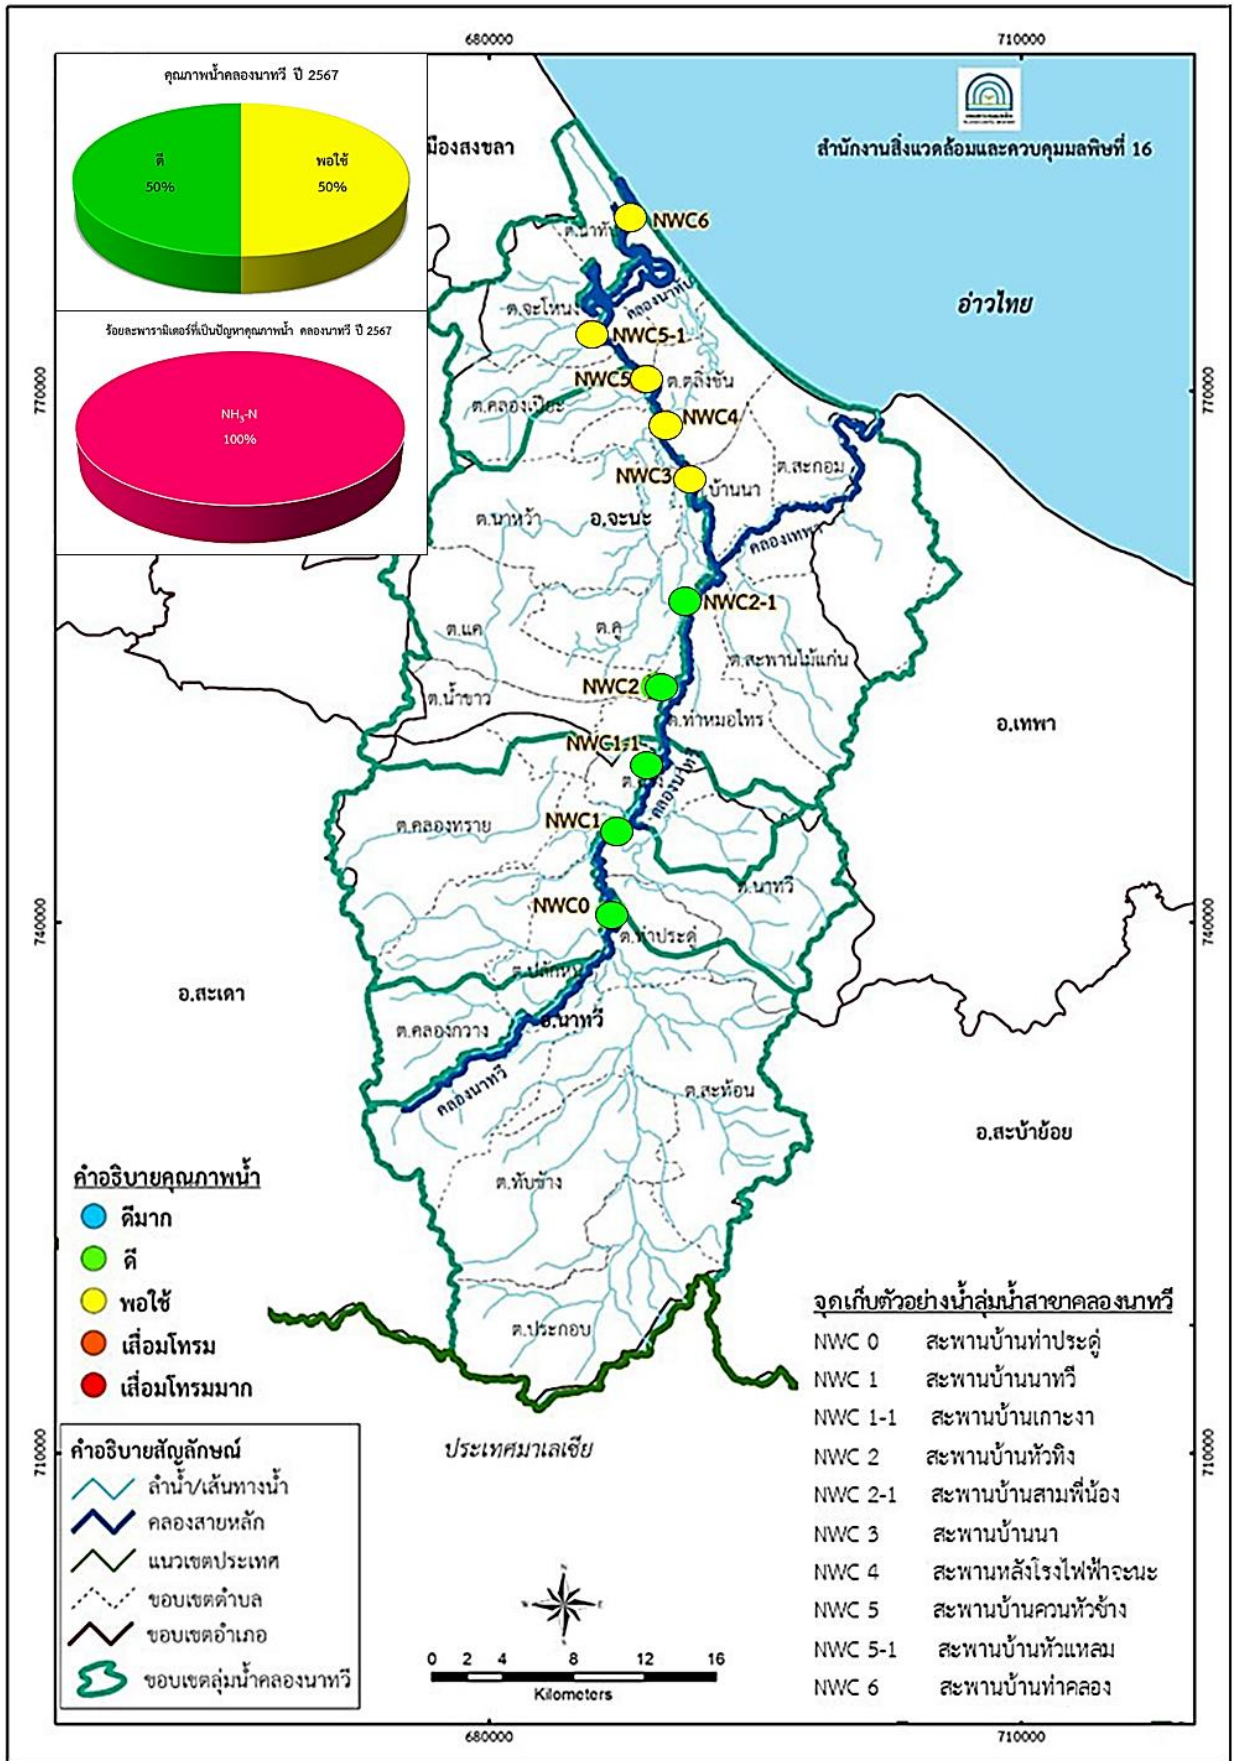 680000
710000
คุณภาพน้ำคลองนาทวี ปี 2567
ดี
50%
พอใช้
50%
ร้อยละพารามิเตอร์ที่เป็นปัญหาคุณภาพน้ำ คลองนาทวี ปี 2567
NH3-N
100%
มืองสงขลา
สำนักงานสิ่งแวดล้อมและควบคุมมลพิษที่ 16
อ่าวไทย
NWC6
คลองนาทับ
ต.จะโหนง
NWC5-1
NWC5
ต.ตลิ่งชัน
770000
770000
ต.คลองเปียะ
NWC4
NWC3
บ้านนา
ต.สะกอม
ต.นาหว้า
อ.จะนะ
คลองเทพา
NWC2-1
ต.แค
ต.คู
ต.สะพานไม้แก่น
NWC2
ต.น้ำขาว
ต.ท่าหมอไทร
อ.เทพา
NWC1-1
คลองนาทวี
NWC1
ต.คลองทราย
ต.นาทวี
NWC0
ต.ท่าประดู่
740000
740000
ต.ปลักหนู
อ.สะเดา
ต.คลองกวาง
อ.นาทวี
คลองนาทวี
ต.สะท้อน
อ.สะบ้าย้อย
ต.ทับช้าง
ต.ประกอบ
ประเทศมาเลเซีย
คำอธิบายคุณภาพน้ำ
ดีมาก
ดี
พอใช้
เสื่อมโทรม
เสื่อมโทรมมาก
คำอธิบายสัญลักษณ์
ลำน้ำ/เส้นทางน้ำ
คลองสายหลัก
แนวเขตประเทศ
ขอบเขตตำบล
ขอบเขตอำเภอ
ขอบเขตลุ่มน้ำคลองนาทวี
0 2 4 8 12 16
Kilometers
จุดเก็บตัวอย่างน้ำลุ่มน้ำสาขาคลองนาทวี
NWC 0 สะพานบ้านท่าประดู่
NWC 1 สะพานบ้านนาทวี
NWC 1-1 สะพานบ้านเกาะงา
NWC 2 สะพานบ้านหัวทิง
NWC 2-1 สะพานบ้านสามพี่น้อง
NWC 3 สะพานบ้านนา
NWC 4 สะพานหลังโรงไฟฟ้าจะนะ
NWC 5 สะพานบ้านควนหัวช้าง
NWC 5-1 สะพานบ้านหัวแหลม
NWC 6 สะพานบ้านท่าคลอง
710000
710000
680000
710000